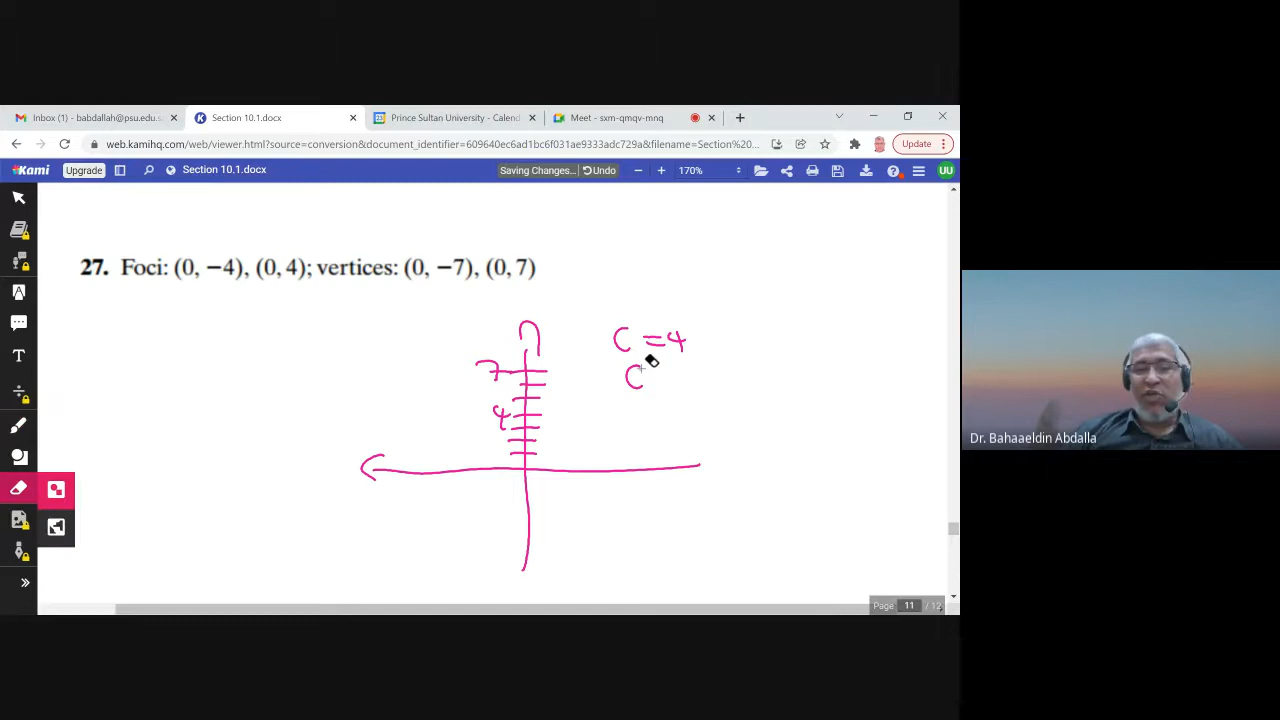 Inbox (1) - babdallah@psu.edu.s
Section 10.1.docx
Prince Sultan University - Calend
Meet - sxm-qmqv-mnq
web.kamihq.com/web/viewer.html?source=conversion&document_identifier=609640ec6ad1bc6f031ae9333adc729a&filename=Section%20...
Update
Kami
Upgrade
Section 10.1.docx
Saving Changes...
Undo
170%
UU
27. Foci: (0, −4), (0, 4); vertices: (0, −7), (0, 7)
C = 4
7
C
4
Dr. Bahaaeldin Abdalla
Page 11 / 12